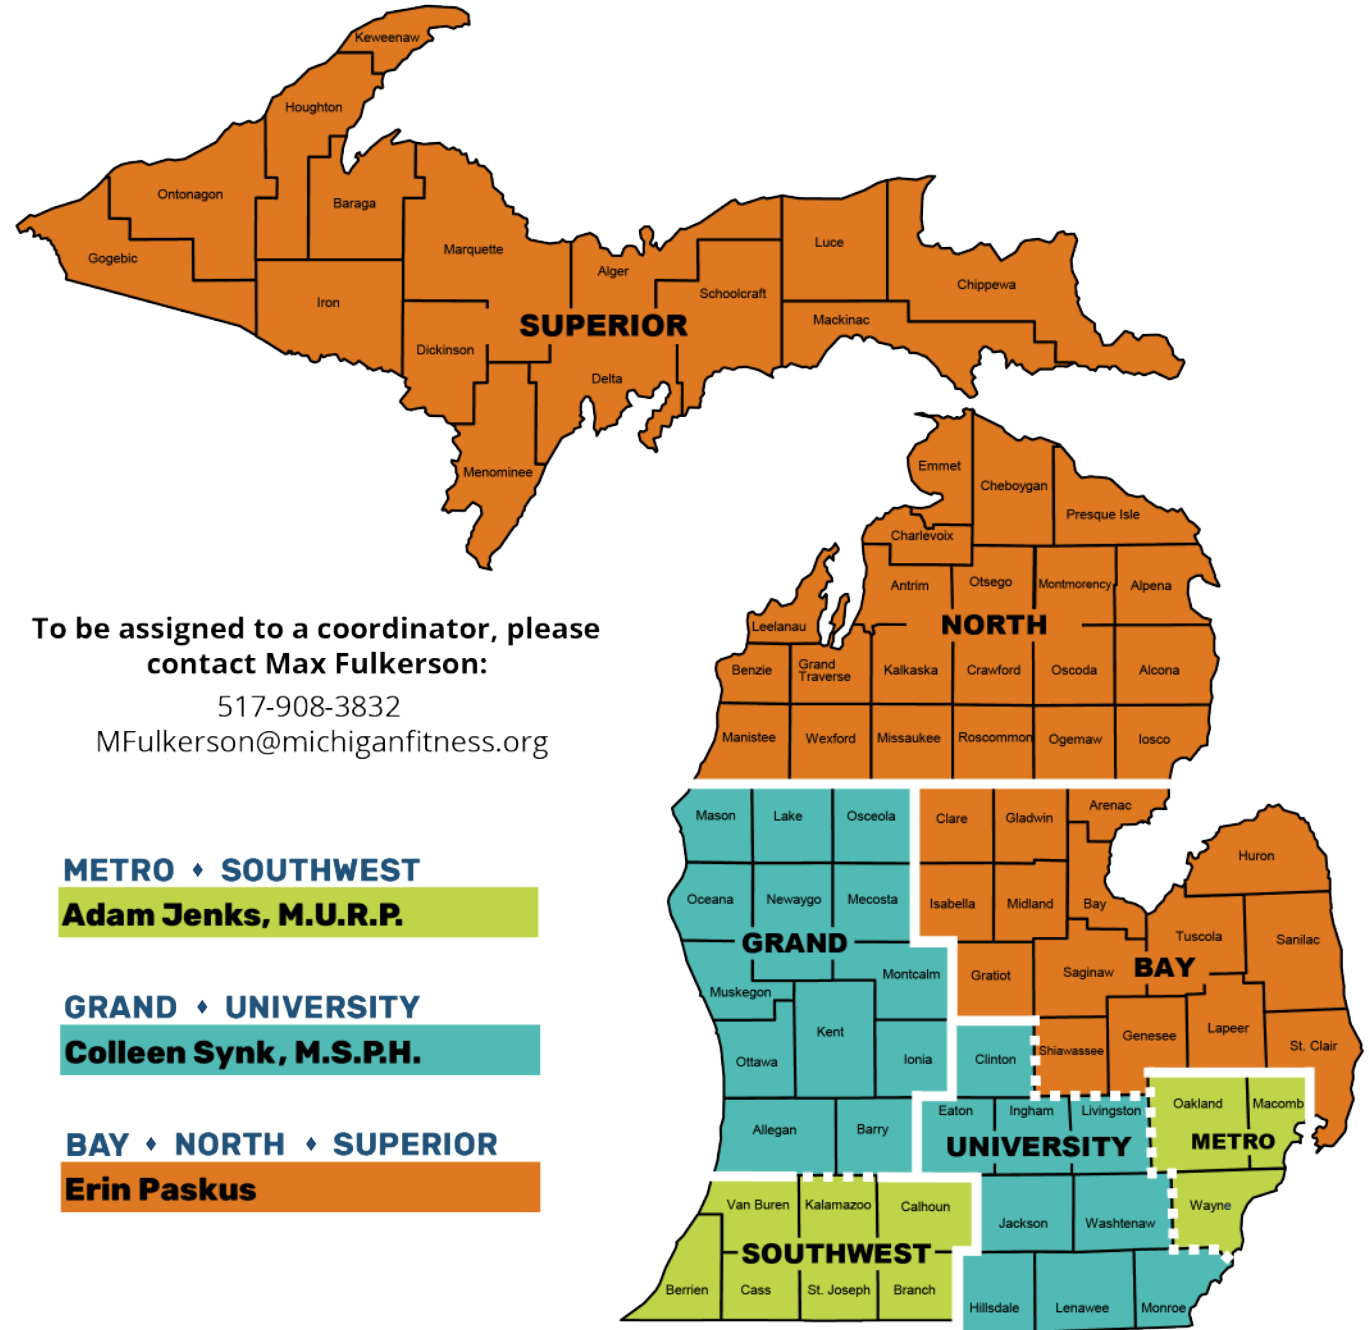 Keweenaw
Houghton
Ontonagon
Baraga
Gogebic
Marquette
Iron
Alger
Luce
Chippewa
Schoolcraft
SUPERIOR
Mackinac
Dickinson
Delta
Menominee
Emmet
Cheboygan
Presque Isle
Charlevoix
Antrim
Otsego
Montmorency
Alpena
Leelanau
NORTH
Benzie
Grand
Traverse
Kalkaska
Crawford
Oscoda
Alcona
Manistee
Wexford
Missaukee
Roscommon
Ogemaw
Iosco
To be assigned to a coordinator, please
contact Max Fulkerson:
517-908-3832
MFulkerson@michiganfitness.org
METRO ♦ SOUTHWEST
Adam Jenks, M.U.R.P.
GRAND ♦ UNIVERSITY
Colleen Synk, M.S.P.H.
BAY ♦ NORTH ♦ SUPERIOR
Erin Paskus
Mason
Lake
Osceola
Clare
Gladwin
Arenac
Huron
Oceana
Newaygo
Mecosta
Isabella
Midland
Bay
Tuscola
Sanilac
GRAND
Montcalm
Gratiot
Saginaw
BAY
Muskegon
Kent
Ottawa
Ionia
Clinton
Shiawassee
Genesee
Lapeer
St. Clair
Allegan
Barry
Eaton
Ingham
Livingston
Oakland
Macomb
UNIVERSITY
METRO
Van Buren
Kalamazoo
Calhoun
Jackson
Washtenaw
Wayne
SOUTHWEST
Berrien
Cass
St. Joseph
Branch
Hillsdale
Lenawee
Monroe